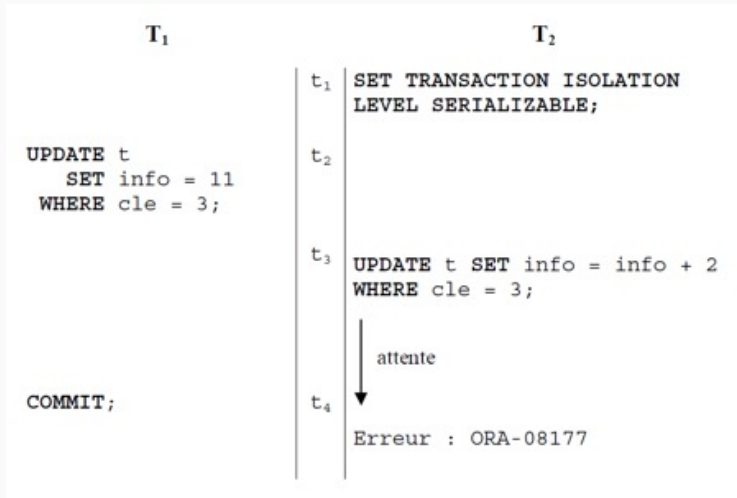 T₁
T₂
t₁ SET TRANSACTION ISOLATION
LEVEL SERIALIZABLE;
UPDATE t
SET info = 11
WHERE cle = 3;
t₂
t₃
UPDATE t SET info = info + 2
WHERE cle = 3;
attente
COMMIT;
t₄
Erreur : ORA-08177